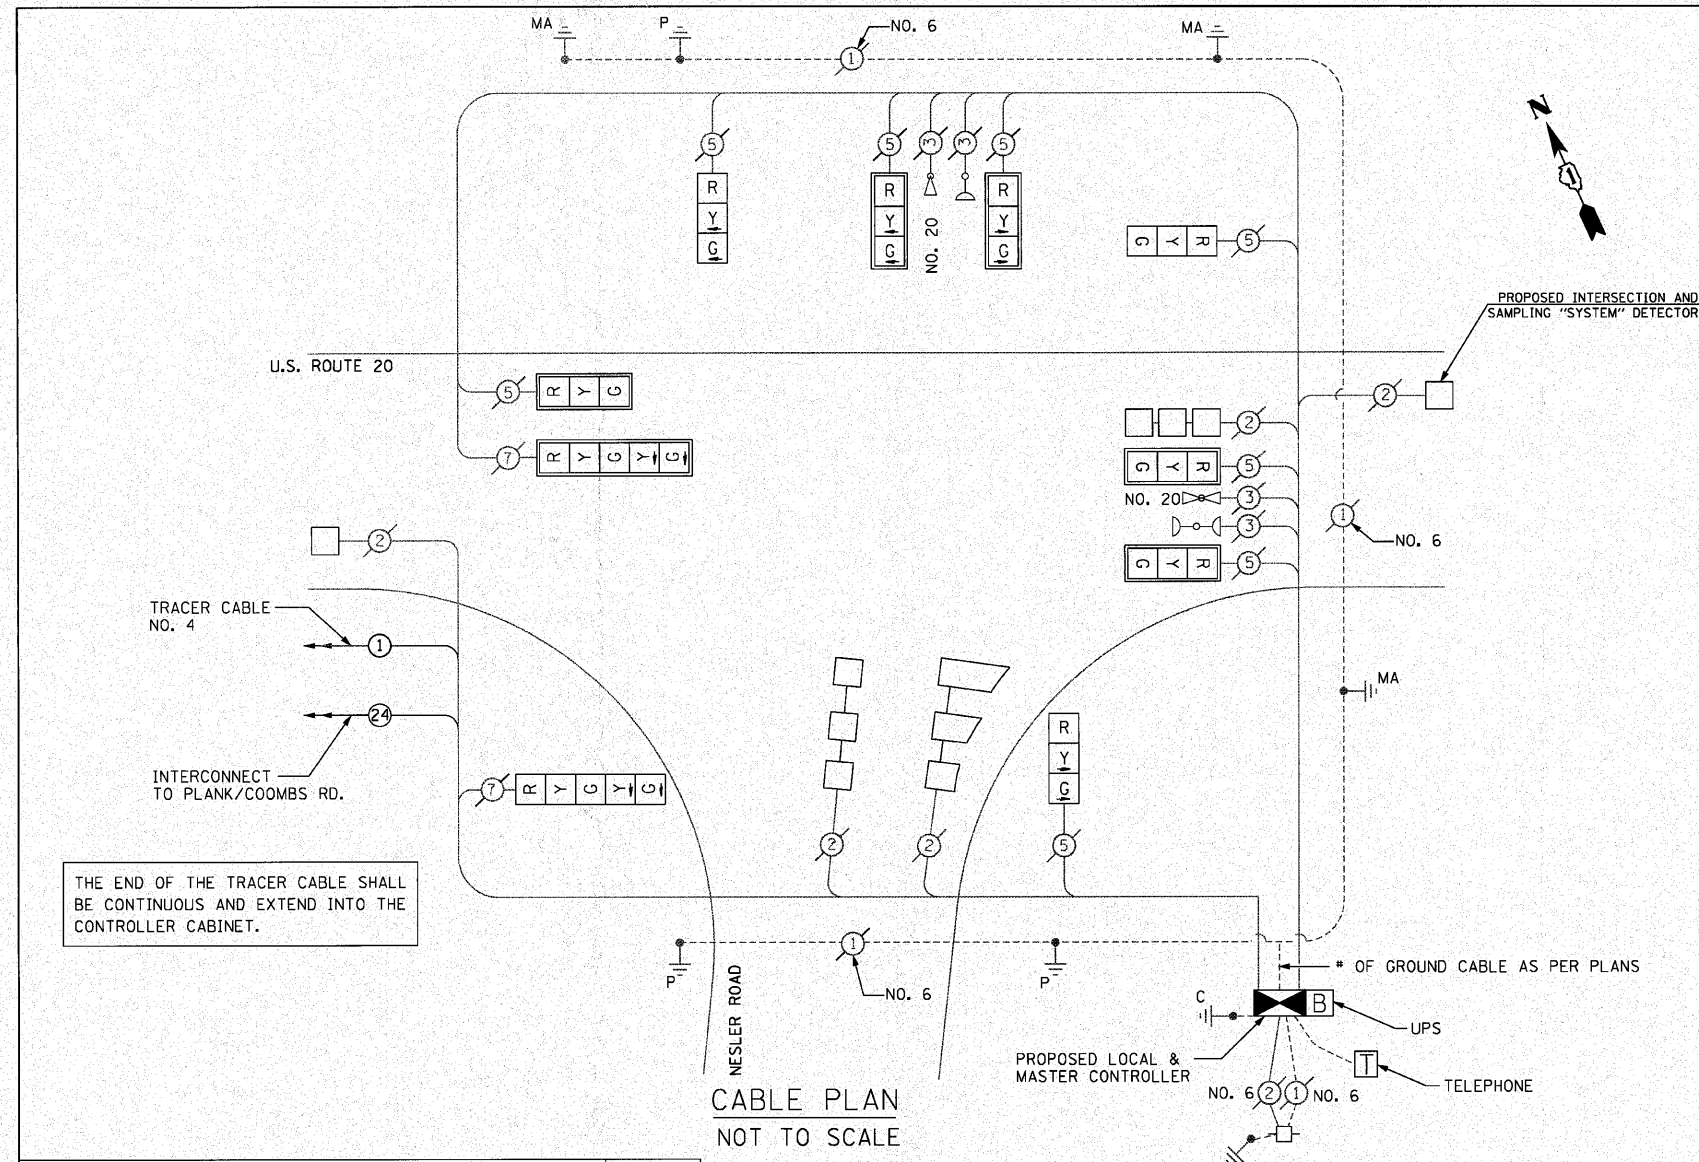 MA
P
NO. 6
MA
1
N
1
5
5
3
3
5
R
Y
G
R
Y
G
NO. 20
R
Y
G
G Y R
5
PROPOSED INTERSECTION AND
SAMPLING "SYSTEM" DETECTOR
U.S. ROUTE 20
5
R Y G
2
2
7
R Y G Y G
G Y R
5
NO. 20
3
1
NO. 6
3
2
G Y R
5
TRACER CABLE
NO. 4
1
MA
24
R
Y
G
INTERCONNECT
TO PLANK/COOMBS RD.
7
R Y G Y G
2
2
5
THE END OF THE TRACER CABLE SHALL
BE CONTINUOUS AND EXTEND INTO THE
CONTROLLER CABINET.
P
1
NO. 6
P
NESLER ROAD
# OF GROUND CABLE AS PER PLANS
C
B
UPS
PROPOSED LOCAL &
MASTER CONTROLLER
T
TELEPHONE
NO. 6
2
1
NO. 6
CABLE PLAN
NOT TO SCALE